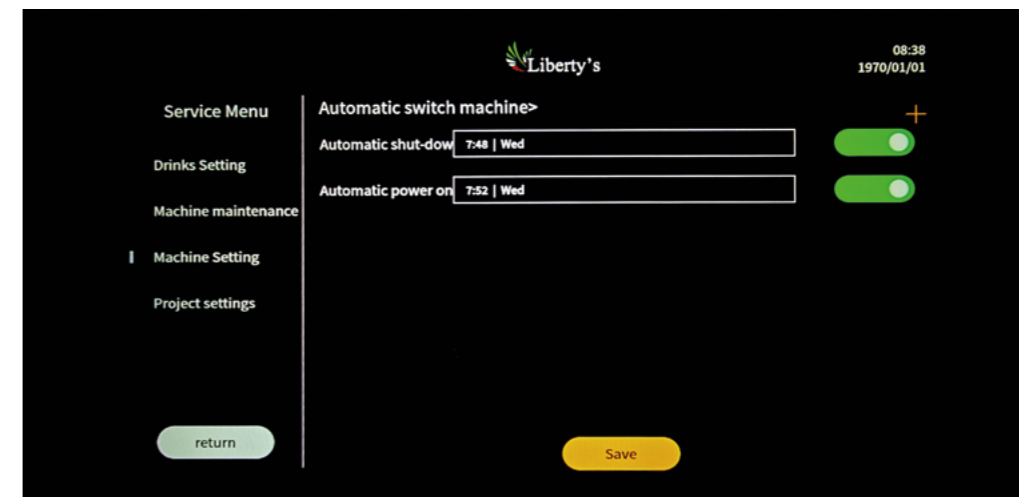 Liberty's
08:38
1970/01/01
Service Menu
Drinks Setting
Machine maintenance
Machine Setting
Project settings
return
Automatic switch machine>
+
Automatic shut-dow 7:48 | Wed
Automatic power on 7:52 | Wed
Save